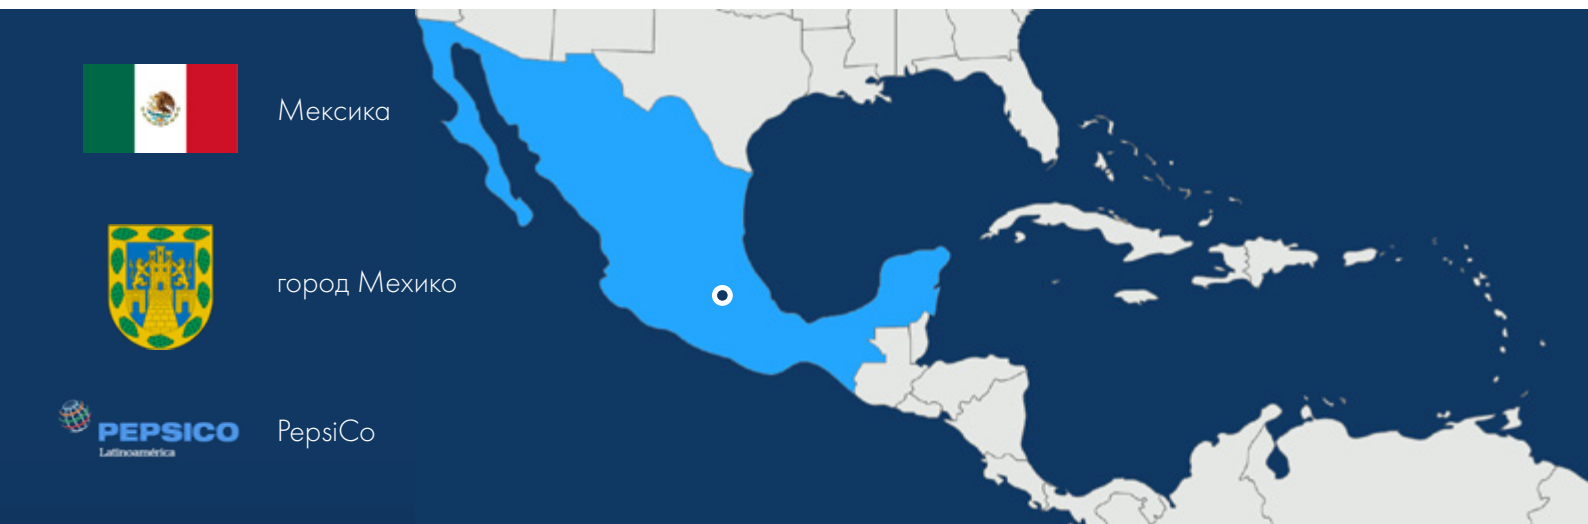 Мексика
город Мехико
PEPSICO
Latinoamérica
PepsiCo